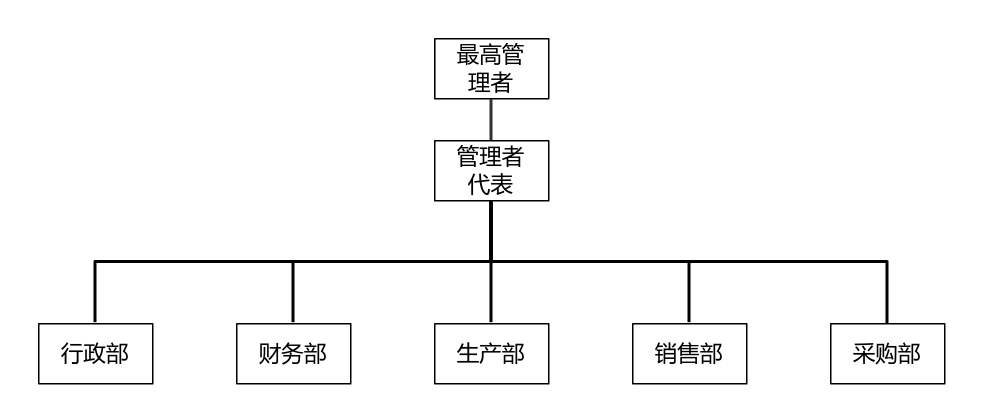 最高管
理者
管理者
代表
行政部
财务部
生产部
销售部
采购部